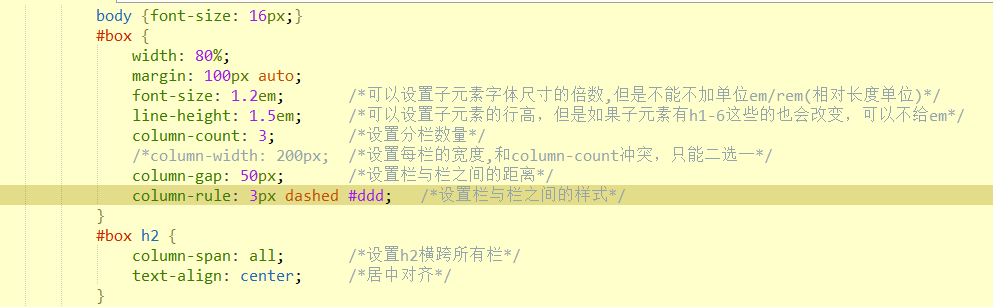 body {font-size: 16px;}
#box {
width: 80%;
margin: 100px auto;
font-size: 1.2em; /*可以设置子元素字体尺寸的倍数,但是不能不加单位em/rem(相对长度单位)*/
line-height: 1.5em; /*可以设置子元素的行高，但是如果子元素有h1-6这些的也会改变，可以不给em*/
column-count: 3; /*设置分栏数量*/
/*column-width: 200px; /*设置每栏的宽度,和column-count冲突，只能二选一*/
column-gap: 50px; /*设置栏与栏之间的距离*/
column-rule: 3px dashed #ddd; /*设置栏与栏之间的样式*/
}
#box h2 {
column-span: all; /*设置h2横跨所有栏*/
text-align: center; /*居中对齐*/
}